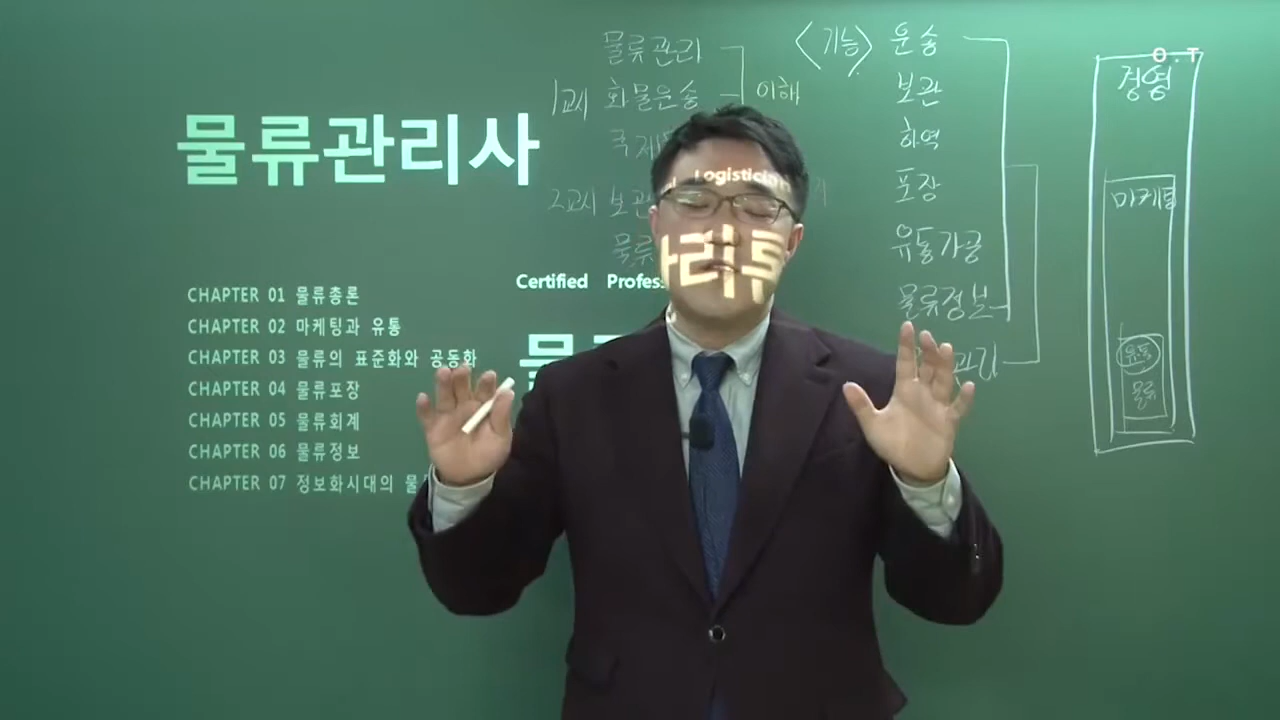 O.T
물류관리사
CHAPTER 01 물류총론
CHAPTER 02 마케팅과 유통
CHAPTER 03 물류의 표준화와 공동화
CHAPTER 04 물류포장
CHAPTER 05 물류회계
CHAPTER 06 물류정보
CHAPTER 07 정보화시대의
Certified
물류관리
1교시 화물운송
이해
2교시
<기능> 운송
보관
하역
포장
유통가공
물류정보
경영
마케팅
유통
물류